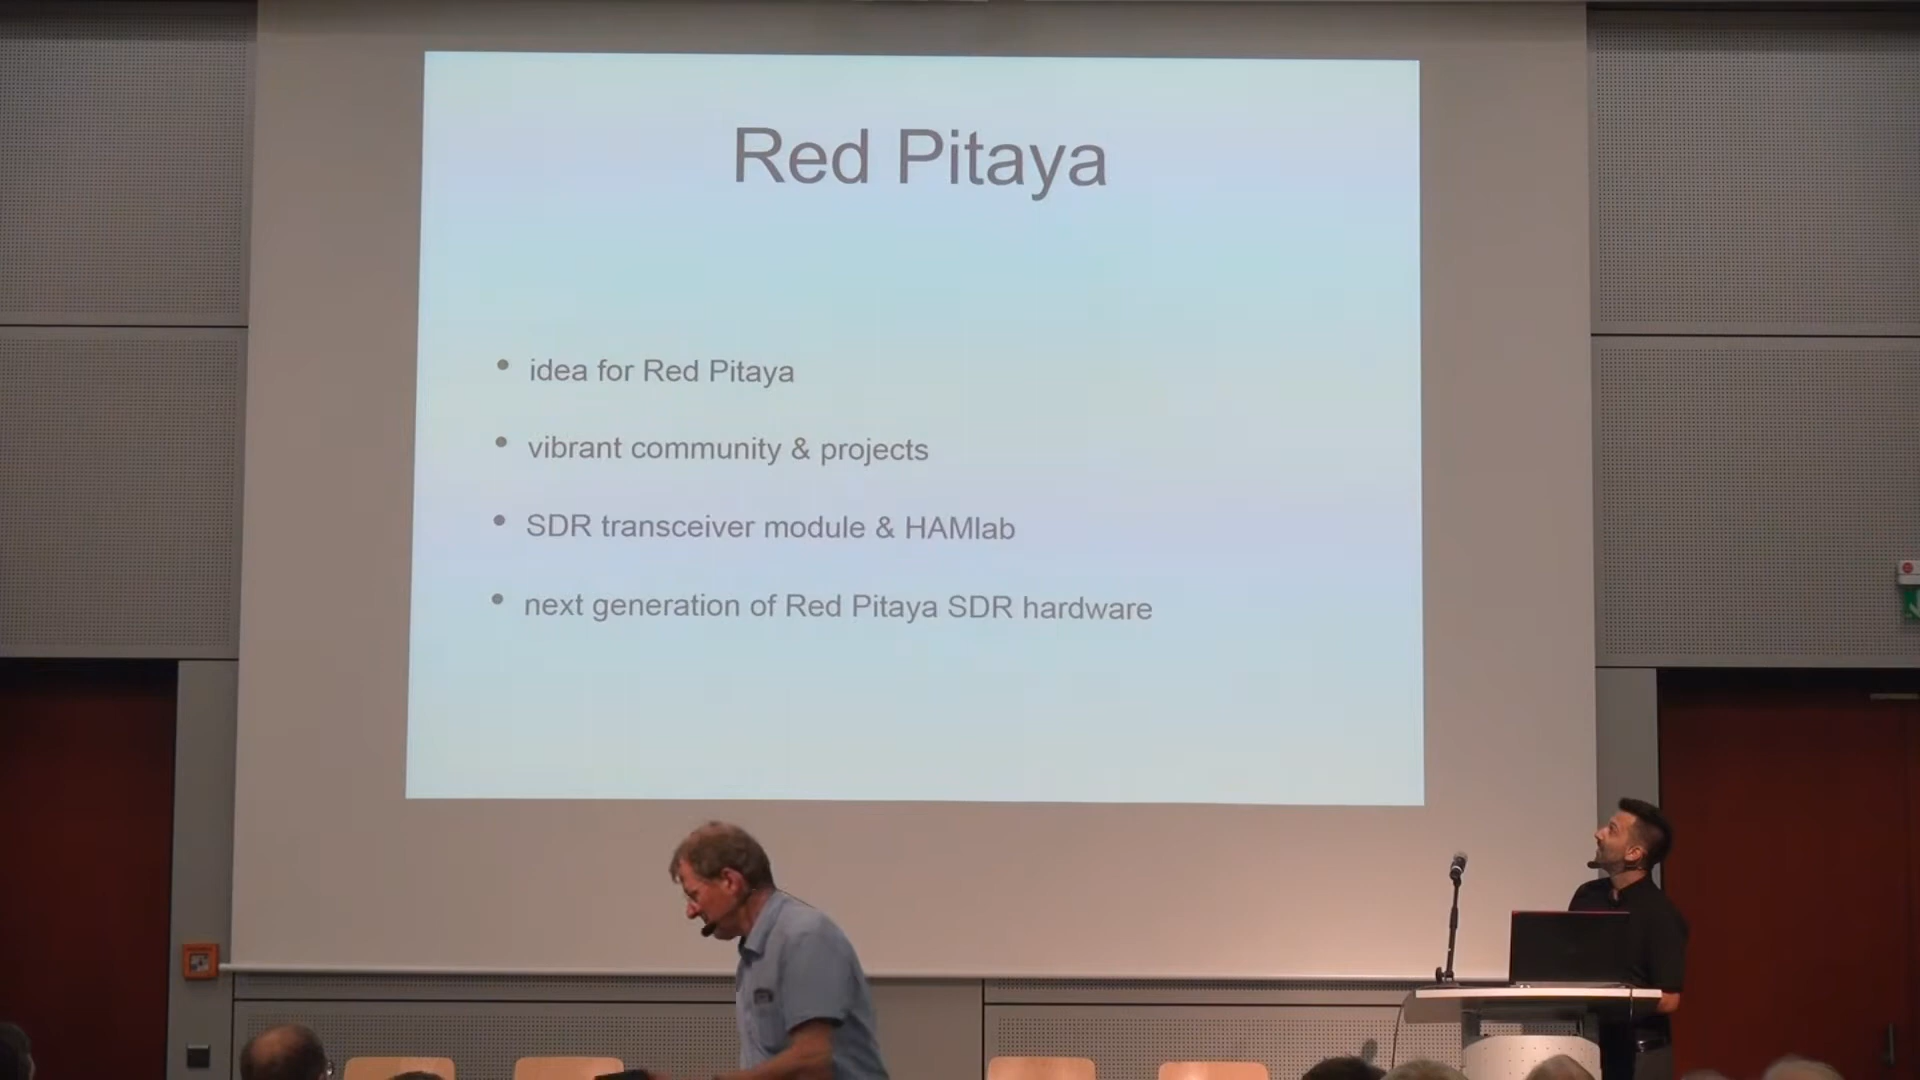 Red Pitaya
• idea for Red Pitaya
• vibrant community & projects
• SDR transceiver module & HAMlab
• next generation of Red Pitaya SDR hardware